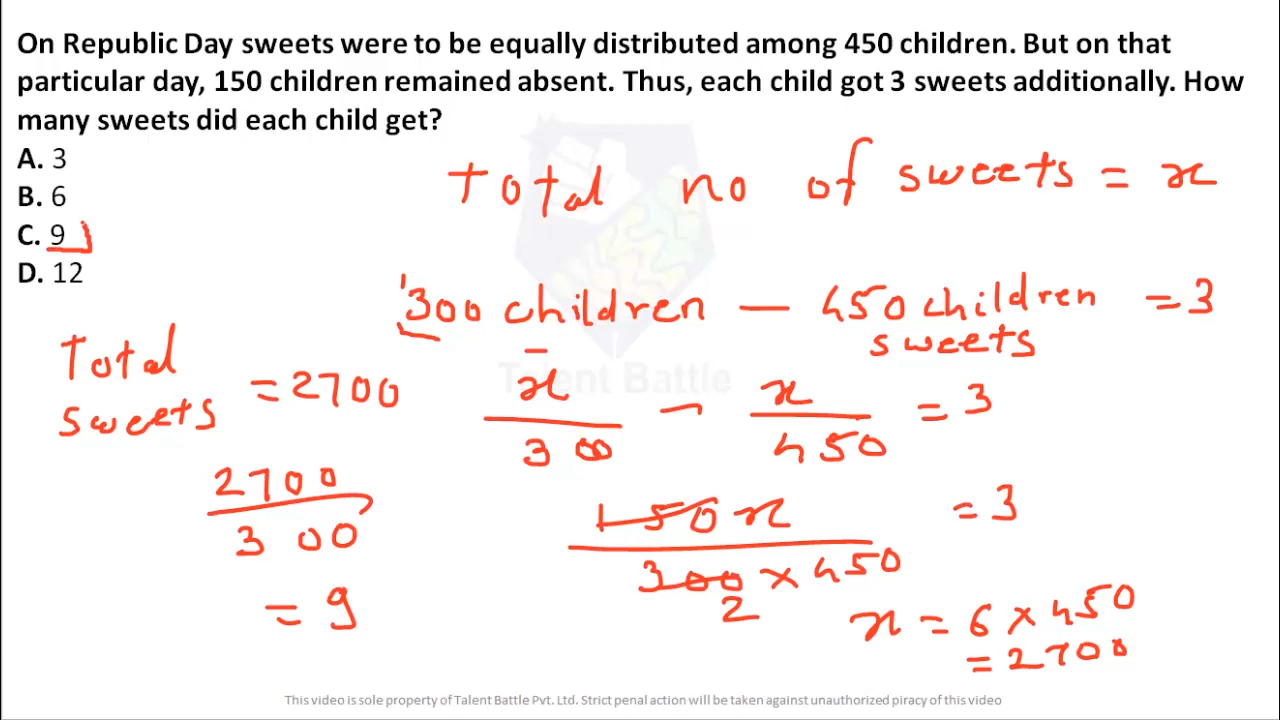 On Republic Day sweets were to be equally distributed among 450 children. But on that
particular day, 150 children remained absent. Thus, each child got 3 sweets additionally. How
many sweets did each child get?
A. 3
B. 6
C. 9
D. 12
Total no of sweets = x
300 children — 450 children = 3
sweets
Total sweets = 2700
x/300 - x/450 = 3
2700/300
= 9
150x/300 × 450 = 3
2
x = 6 × 450
= 2700
Talent Battle
This video is sole property of Talent Battle Pvt. Ltd. Strict penal action will be taken against unauthorized piracy of this video